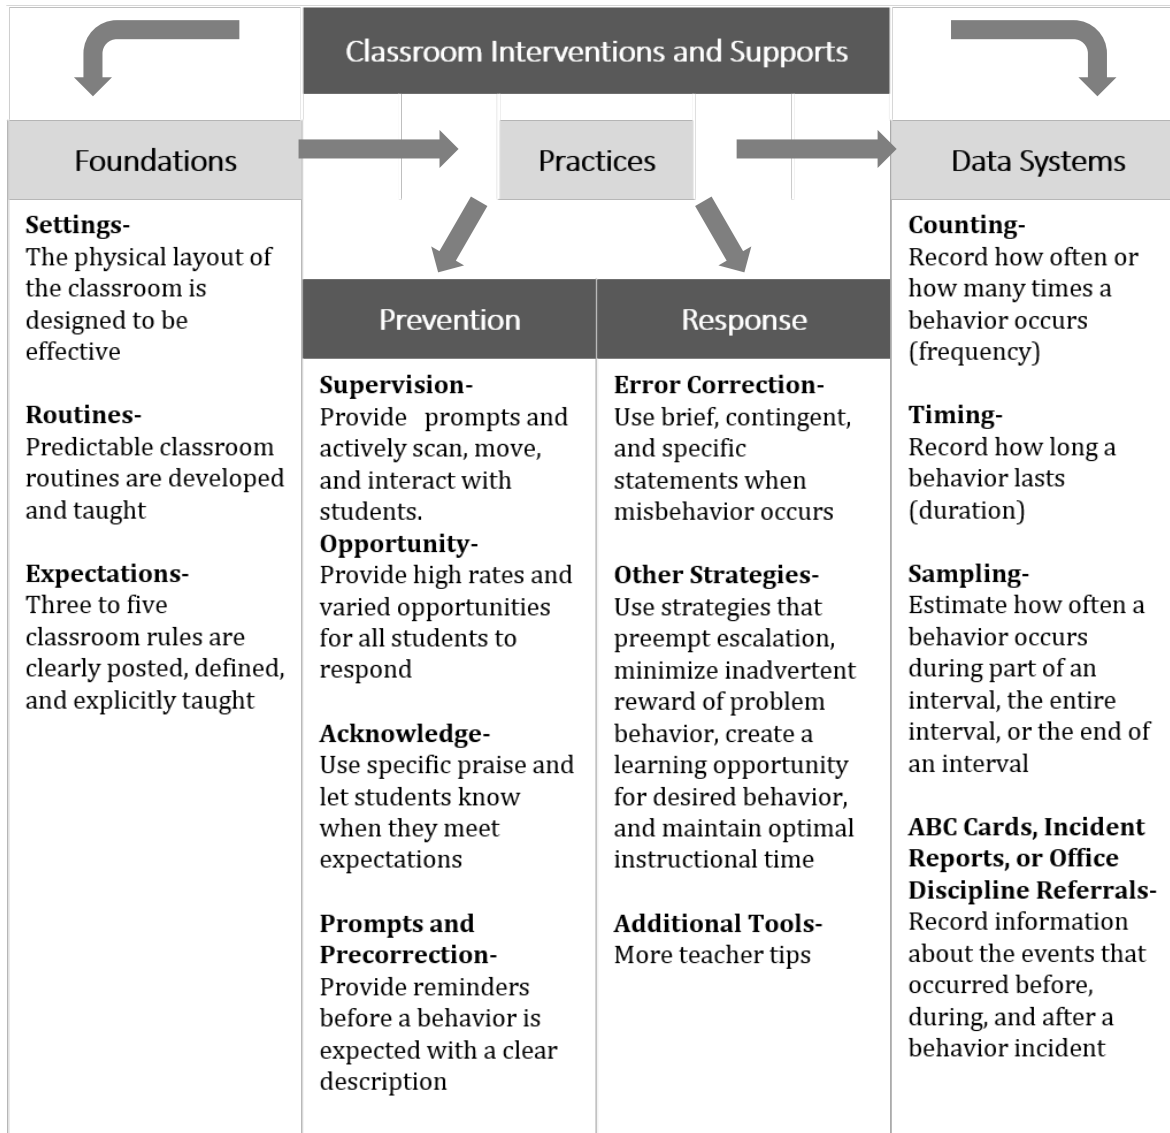 Classroom Interventions and Supports
Foundations
Practices
Data Systems
Settings-
The physical layout of
the classroom is
designed to be
effective
Routines-
Predictable classroom
routines are developed
and taught
Expectations-
Three to five
classroom rules are
clearly posted, defined,
and explicitly taught
Prevention
Supervision-
Provide prompts and
actively scan, move,
and interact with
students.
Opportunity-
Provide high rates and
varied opportunities
for all students to
respond
Acknowledge-
Use specific praise and
let students know
when they meet
expectations
Prompts and
Precorrection-
Provide reminders
before a behavior is
expected with a clear
description
Response
Error Correction-
Use brief, contingent,
and specific
statements when
misbehavior occurs
Other Strategies-
Use strategies that
preempt escalation,
minimize inadvertent
reward of problem
behavior, create a
learning opportunity
for desired behavior,
and maintain optimal
instructional time
Additional Tools-
More teacher tips
Counting-
Record how often or
how many times a
behavior occurs
(frequency)
Timing-
Record how long a
behavior lasts
(duration)
Sampling-
Estimate how often a
behavior occurs
during part of an
interval, the entire
interval, or the end of
an interval
ABC Cards, Incident
Reports, or Office
Discipline Referrals-
Record information
about the events that
occurred before,
during, and after a
behavior incident